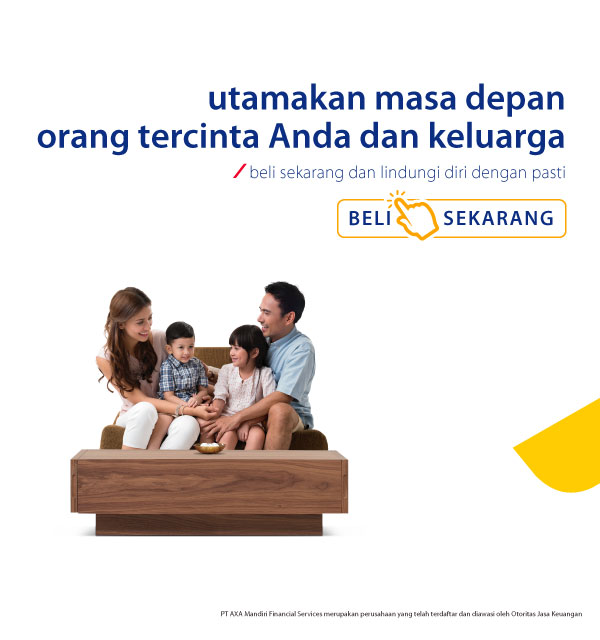 utamakan masa depan
orang tercinta Anda dan keluarga
beli sekarang dan lindungi diri dengan pasti
BELI SEKARANG
PT AXA Mandiri Financial Services merupakan perusahaan yang telah terdaftar dan diawasi oleh Otoritas Jasa Keuangan